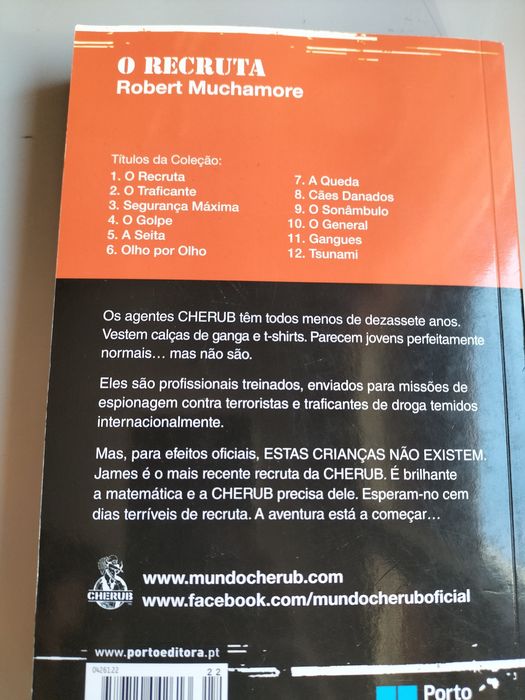 O RECRUTA
Robert Muchamore
Títulos da Coleção:
1. O Recruta
2. O Traficante
3. Segurança Máxima
4. O Golpe
5. A Seita
6. Olho por Olho
7. A Queda
8. Cães Danados
9. O Sonâmbulo
10. O General
11. Gangues
12. Tsunami
Os agentes CHERUB têm todos menos de dezassete anos.
Vestem calças de ganga e t-shirts. Parecem jovens perfeitamente
normais... mas não são.
Eles são profissionais treinados, enviados para missões de
espionagem contra terroristas e traficantes de droga temidos
internacionalmente.
Mas, para efeitos oficiais, ESTAS CRIANÇAS NÃO EXISTEM.
James é o mais recente recruta da CHERUB. É brilhante
a matemática e a CHERUB precisa dele. Esperam-no cem
dias terríveis de recruta. A aventura está a começar...
CHERUB
www.mundocherub.com
www.facebook.com/mundocheruboficial
www.portoeditora.pt
04261.22
22
Porto